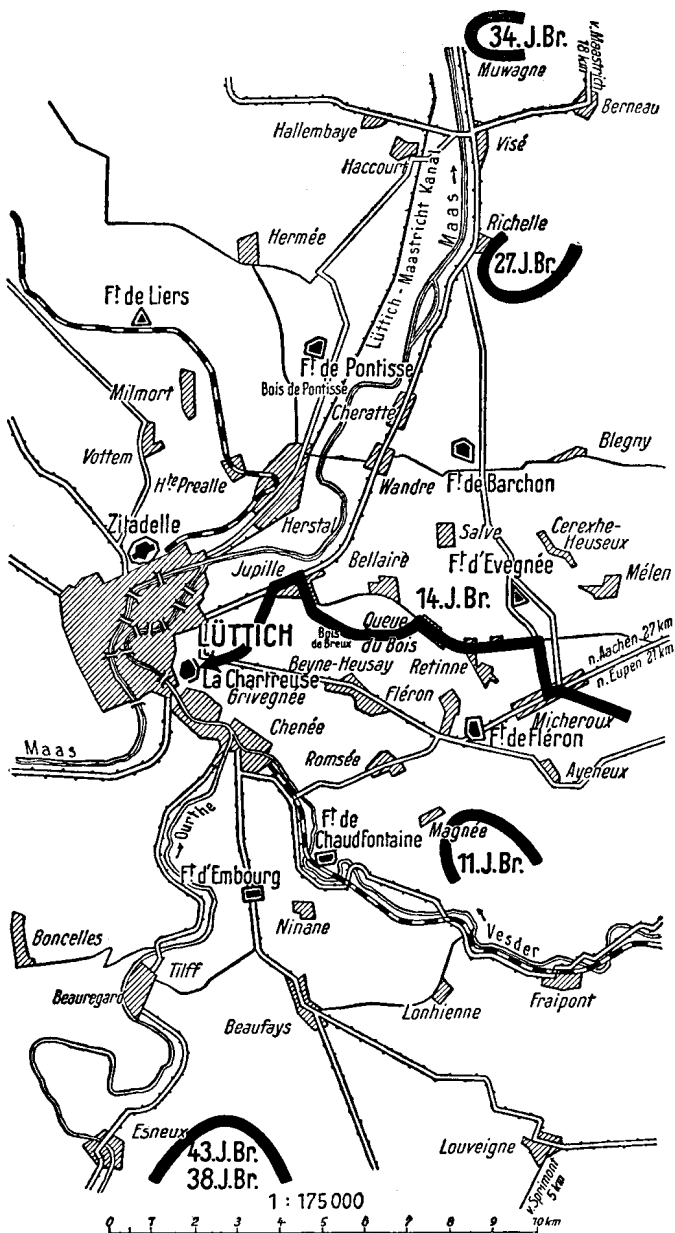 34. J. Br.
Muwagne
v. Maastrich
18 km
Berneau
Hallembaye
Visé
Haccourt
Lüttich - Maastricht Kanal
Maas
Richelle
27. J. Br.
Hermée
Ft. de Liers
Ft. de Pontisse
Bois de Pontisse
Milmort
Cheratte
Vottem
Hte Prealle
Wandre
Ft. de Barchon
Blegny
Zitadelle
Herstal
Salve
Cerexhe-
Heuseux
Jupille
Bellaire
Ft. d'Evegnée
Mélen
14. J. Br.
LÜTTICH
Bois
de Breux
Queue
du Bois
Retinne
n. Aachen 27 km
n. Eupen 21 km
La Chartreuse
Beyne-Heusay
Grivegnée
Fléron
Micheroux
Chenée
Ft. de Fléron
Maas
Romsée
Ayeneux
Ourthe
Ft. de
Chaudfontaine
Magnée
11. J. Br.
Ft. d'Embourg
Ninane
Vesder
Boncelles
Tilff
Beauregard
Beaufays
Lonhienne
Fraipont
Esneux
43. J. Br.
38. J. Br.
Louveigne
v. Sprimont
5 km
1 : 175 000
0 1 2 3 4 5 6 7 8 9 10 km